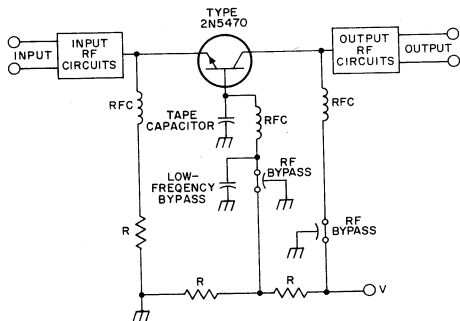 TYPE
2N5470
INPUT
INPUT
RF
CIRCUITS
OUTPUT
RF
CIRCUITS
OUTPUT
RFC
TAPE
CAPACITOR
RFC
RFC
LOW-
FREQENCY
BYPASS
RF
BYPASS
RF
BYPASS
R
R
R
V